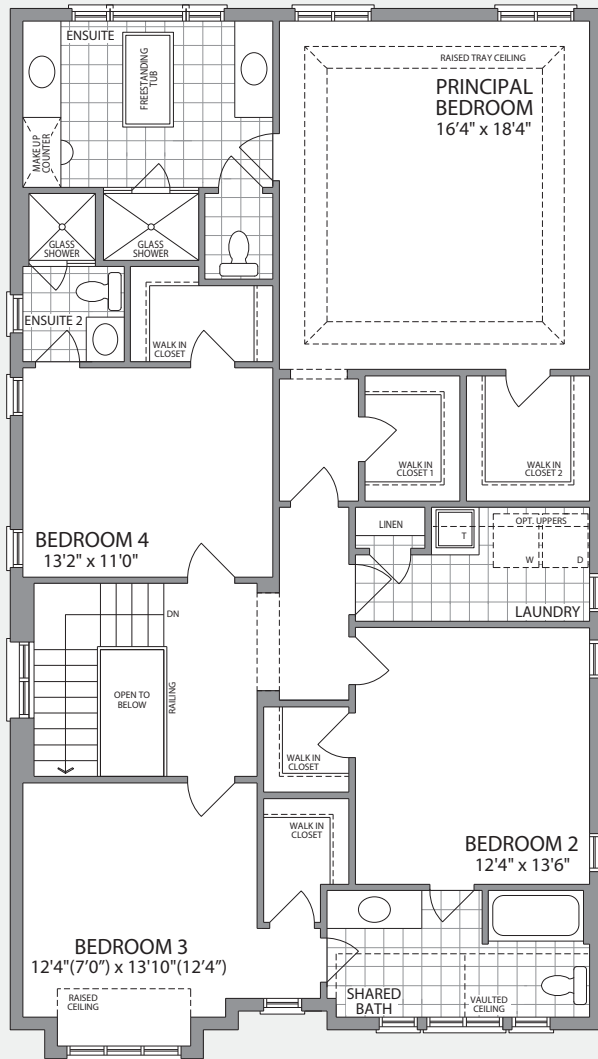 ENSUITE
FREESTANDING
TUB
MAKEUP
COUNTER
RAISED TRAY CEILING
PRINCIPAL
BEDROOM
16'4" x 18'4"
GLASS
SHOWER
GLASS
SHOWER
ENSUITE 2
WALK IN
CLOSET
WALK IN
CLOSET 1
WALK IN
CLOSET 2
BEDROOM 4
13'2" x 11'0"
LINEN
T
OPT. UPPERS
W
D
LAUNDRY
DN
OPEN TO
BELOW
RAILING
WALK IN
CLOSET
WALK IN
CLOSET
BEDROOM 2
12'4" x 13'6"
BEDROOM 3
12'4"(7'0") x 13'10"(12'4")
RAISED
CEILING
SHARED
BATH
VAULTED
CEILING